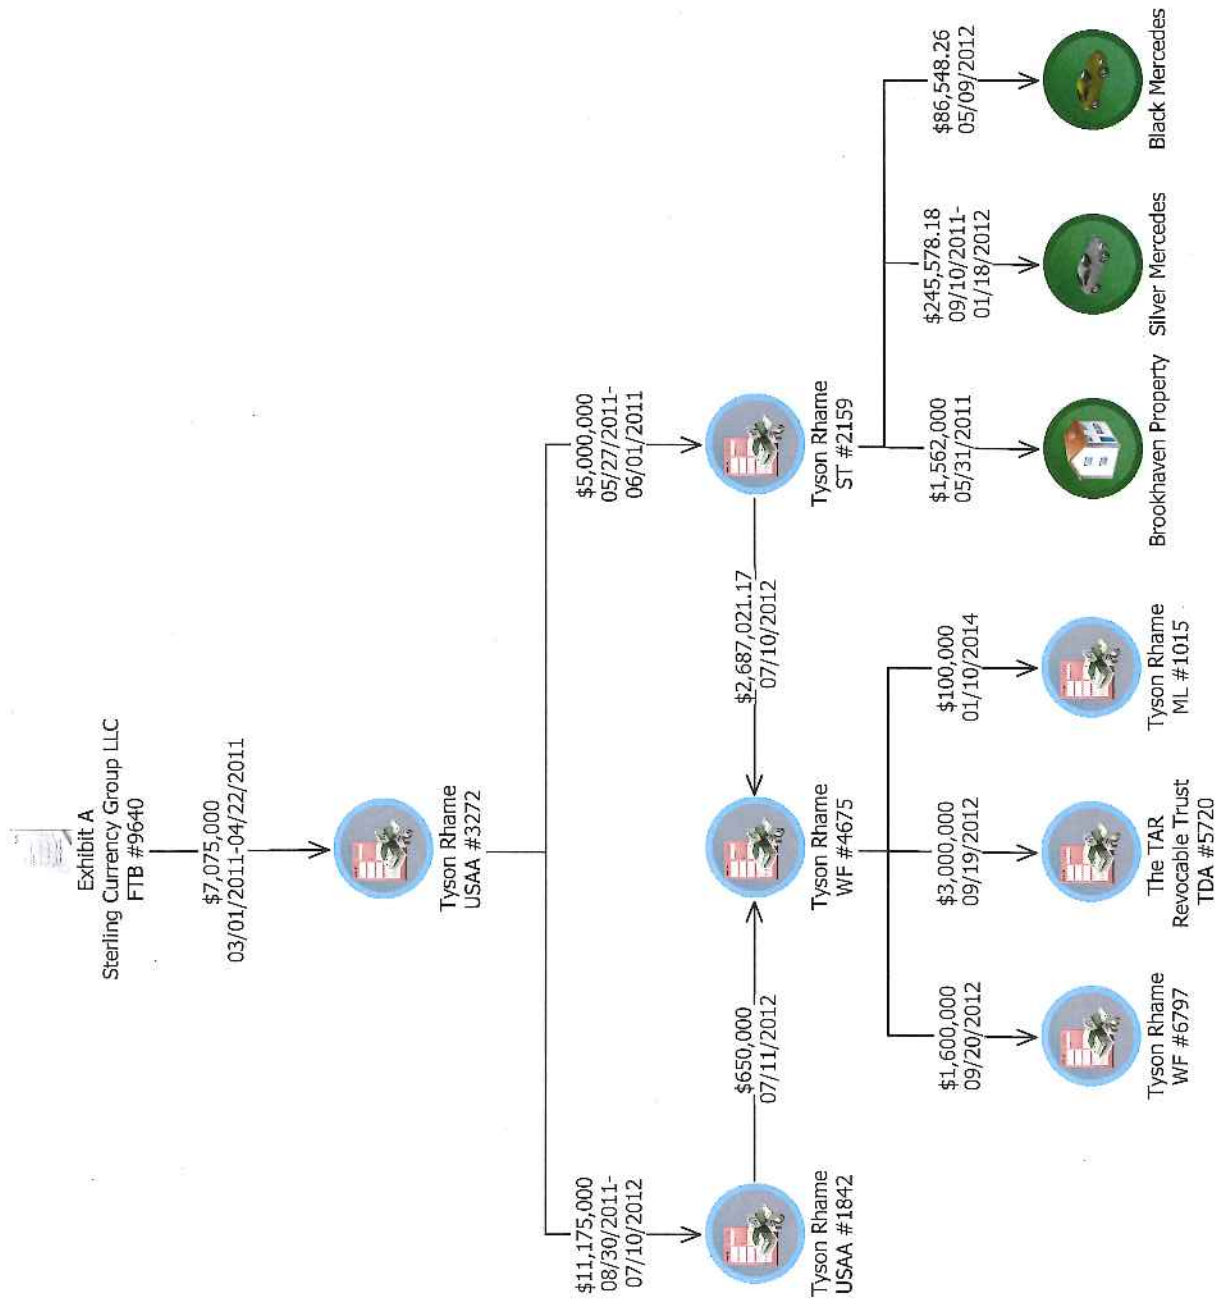 Exhibit A
Sterling Currency Group LLC
FTB #9640
$7,075,000
03/01/2011-04/22/2011
Tyson Rhame
USAA #3272
$11,175,000
08/30/2011-
07/10/2012
$5,000,000
05/27/2011-
06/01/2011
Tyson Rhame
USAA #1842
$650,000
07/11/2012
Tyson Rhame
WF #4675
$2,687,021.17
07/10/2012
Tyson Rhame
ST #2159
$1,600,000
09/20/2012
$3,000,000
09/19/2012
$100,000
01/10/2014
$1,562,000
05/31/2011
$245,578.18
09/10/2011-
01/18/2012
$86,548.26
05/09/2012
Tyson Rhame
WF #6797
The TAR
Revocable Trust
TDA #5720
Tyson Rhame
ML #1015
Brookhaven Property
Silver Mercedes
Black Mercedes